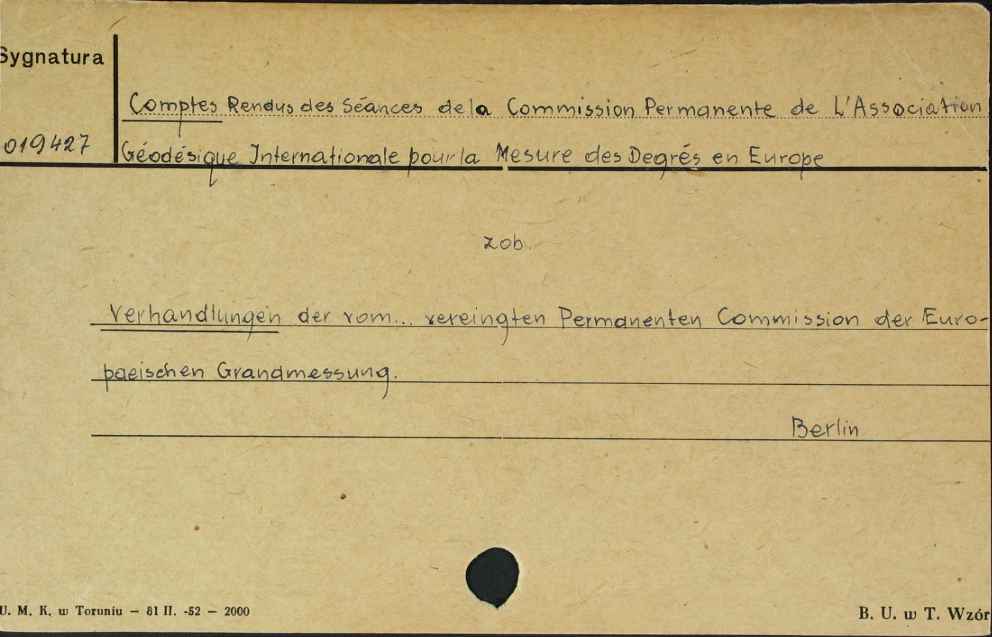 Sygnatura
Comptes Rendus des Séances de la Commission Permanente de L'Association
019427
Géodésique Internationale pour la Mesure des Degrés en Europe
zob.
Verhandlungen der vom... vereingten Permanenten Commission der Euro-
paeischen Grandmessung.
Berlin
U. M. K. w Toruniu – 81 II. -52 – 2000
B. U. w T. Wzór